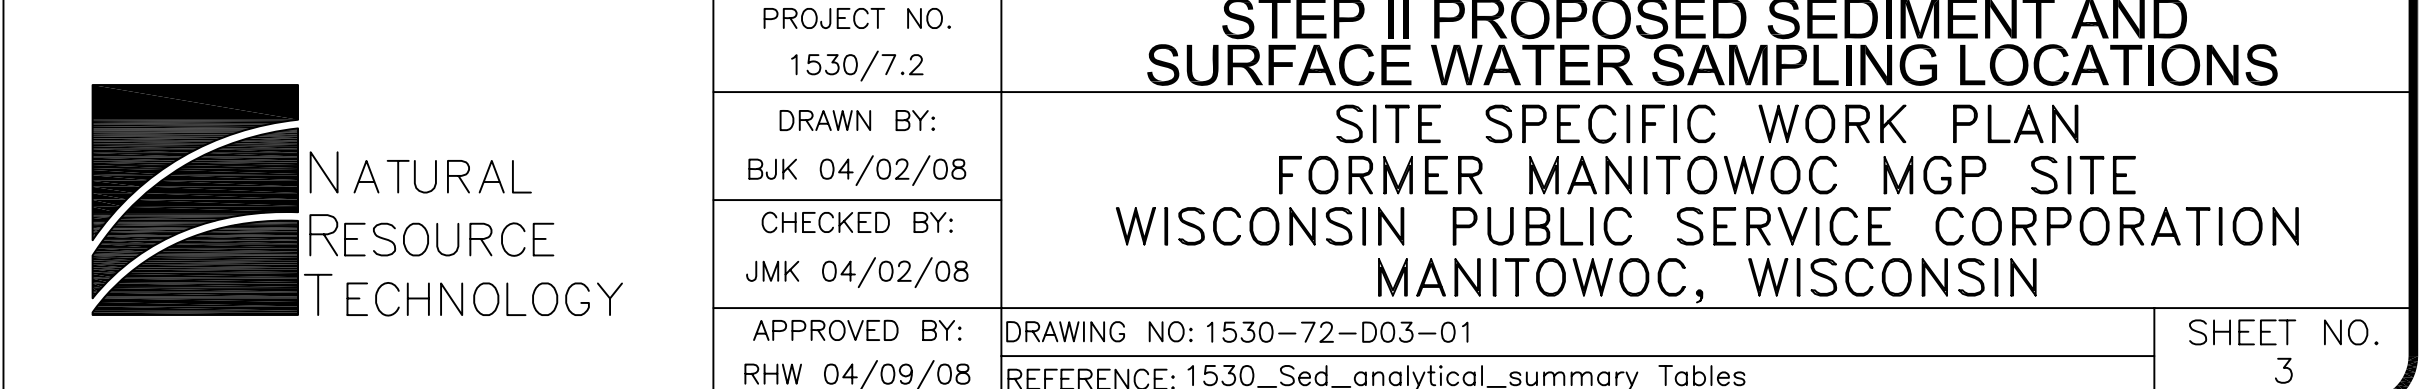 NATURAL
RESOURCE
TECHNOLOGY
PROJECT NO.
1530/7.2
DRAWN BY:
BJK 04/02/08
CHECKED BY:
JMK 04/02/08
APPROVED BY:
RHW 04/09/08
STEP II PROPOSED SEDIMENT AND
SURFACE WATER SAMPLING LOCATIONS
SITE SPECIFIC WORK PLAN
FORMER MANITOWOC MGP SITE
WISCONSIN PUBLIC SERVICE CORPORATION
MANITOWOC, WISCONSIN
DRAWING NO: 1530-72-D03-01
REFERENCE: 1530_Sed_analytical_summary Tables
SHEET NO.
3